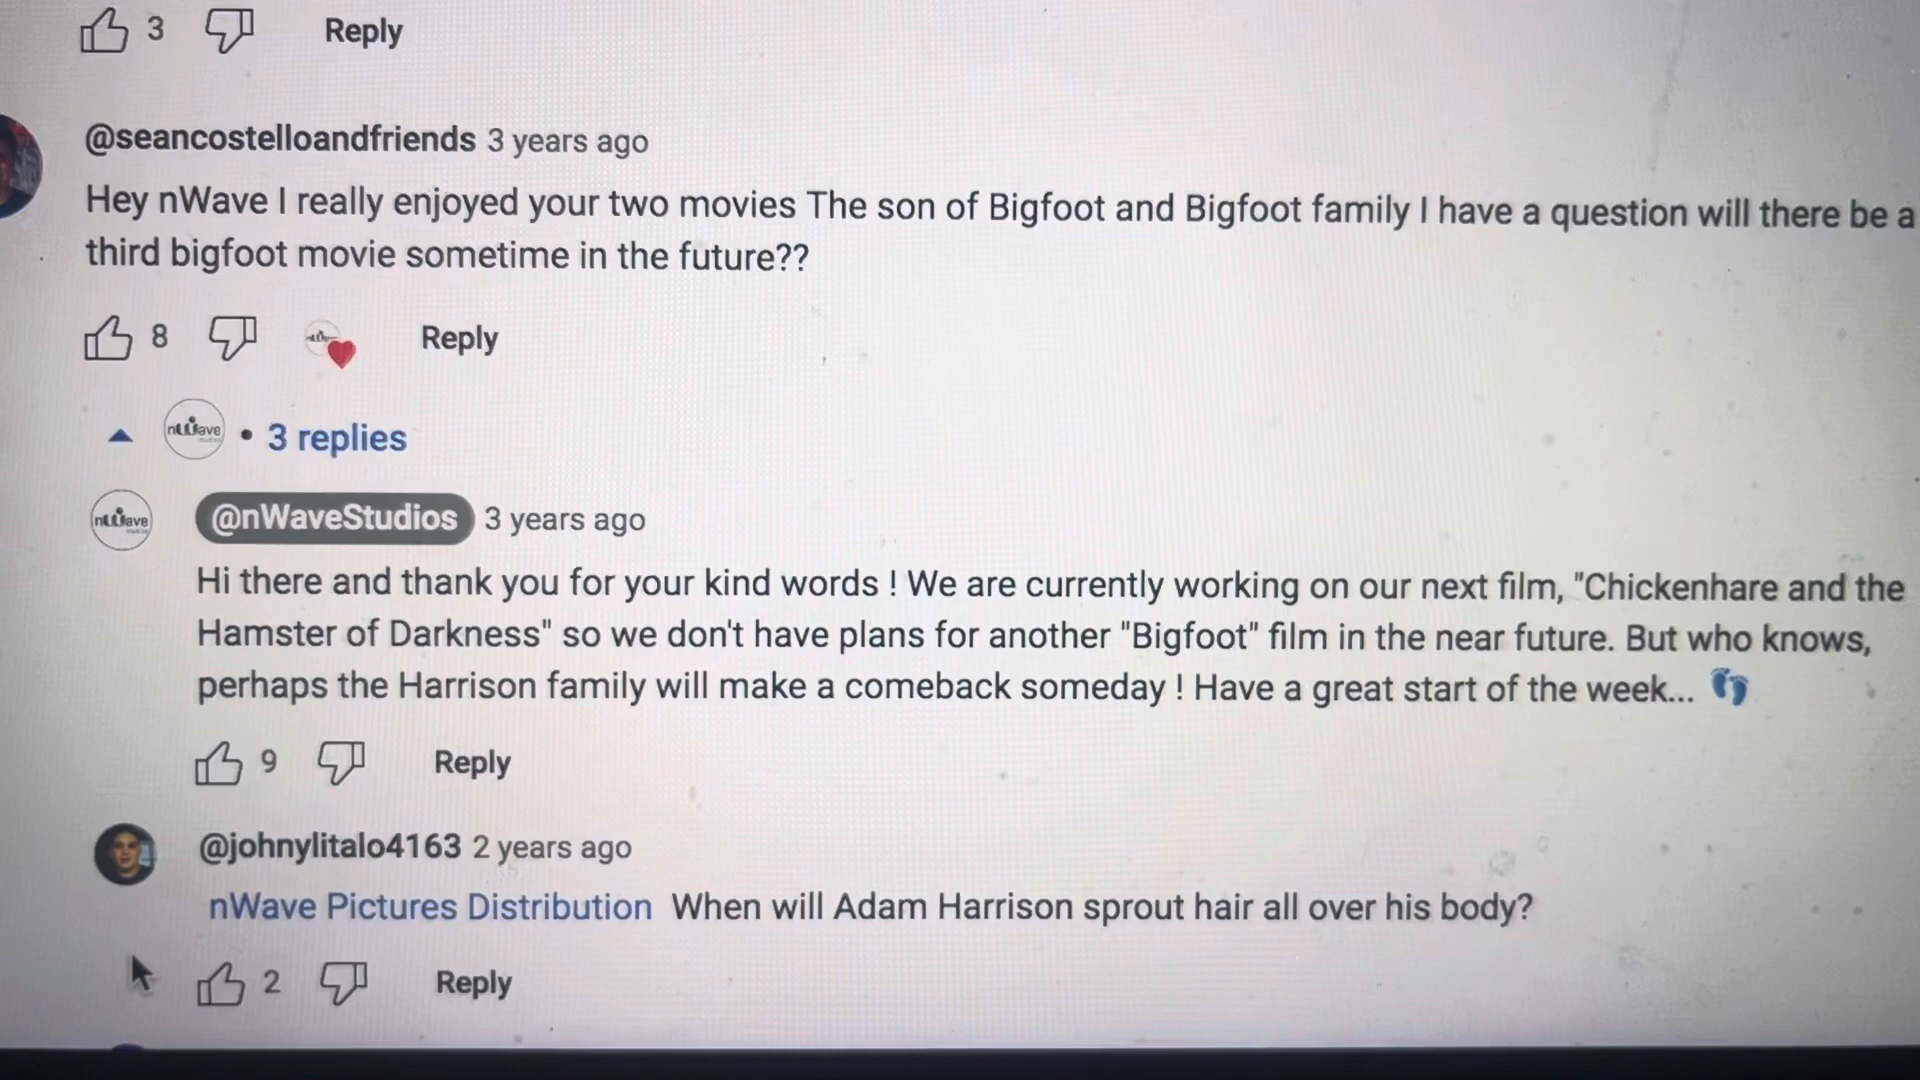 3 Reply
@seancostelloandfriends 3 years ago
Hey nWave I really enjoyed your two movies The son of Bigfoot and Bigfoot family I have a question will there be a
third bigfoot movie sometime in the future??
8 Reply
nWave • 3 replies
nWave @nWaveStudios 3 years ago
Hi there and thank you for your kind words ! We are currently working on our next film, "Chickenhare and the
Hamster of Darkness" so we don't have plans for another "Bigfoot" film in the near future. But who knows,
perhaps the Harrison family will make a comeback someday ! Have a great start of the week... 👣
9 Reply
@johnylitalo4163 2 years ago
nWave Pictures Distribution When will Adam Harrison sprout hair all over his body?
2 Reply